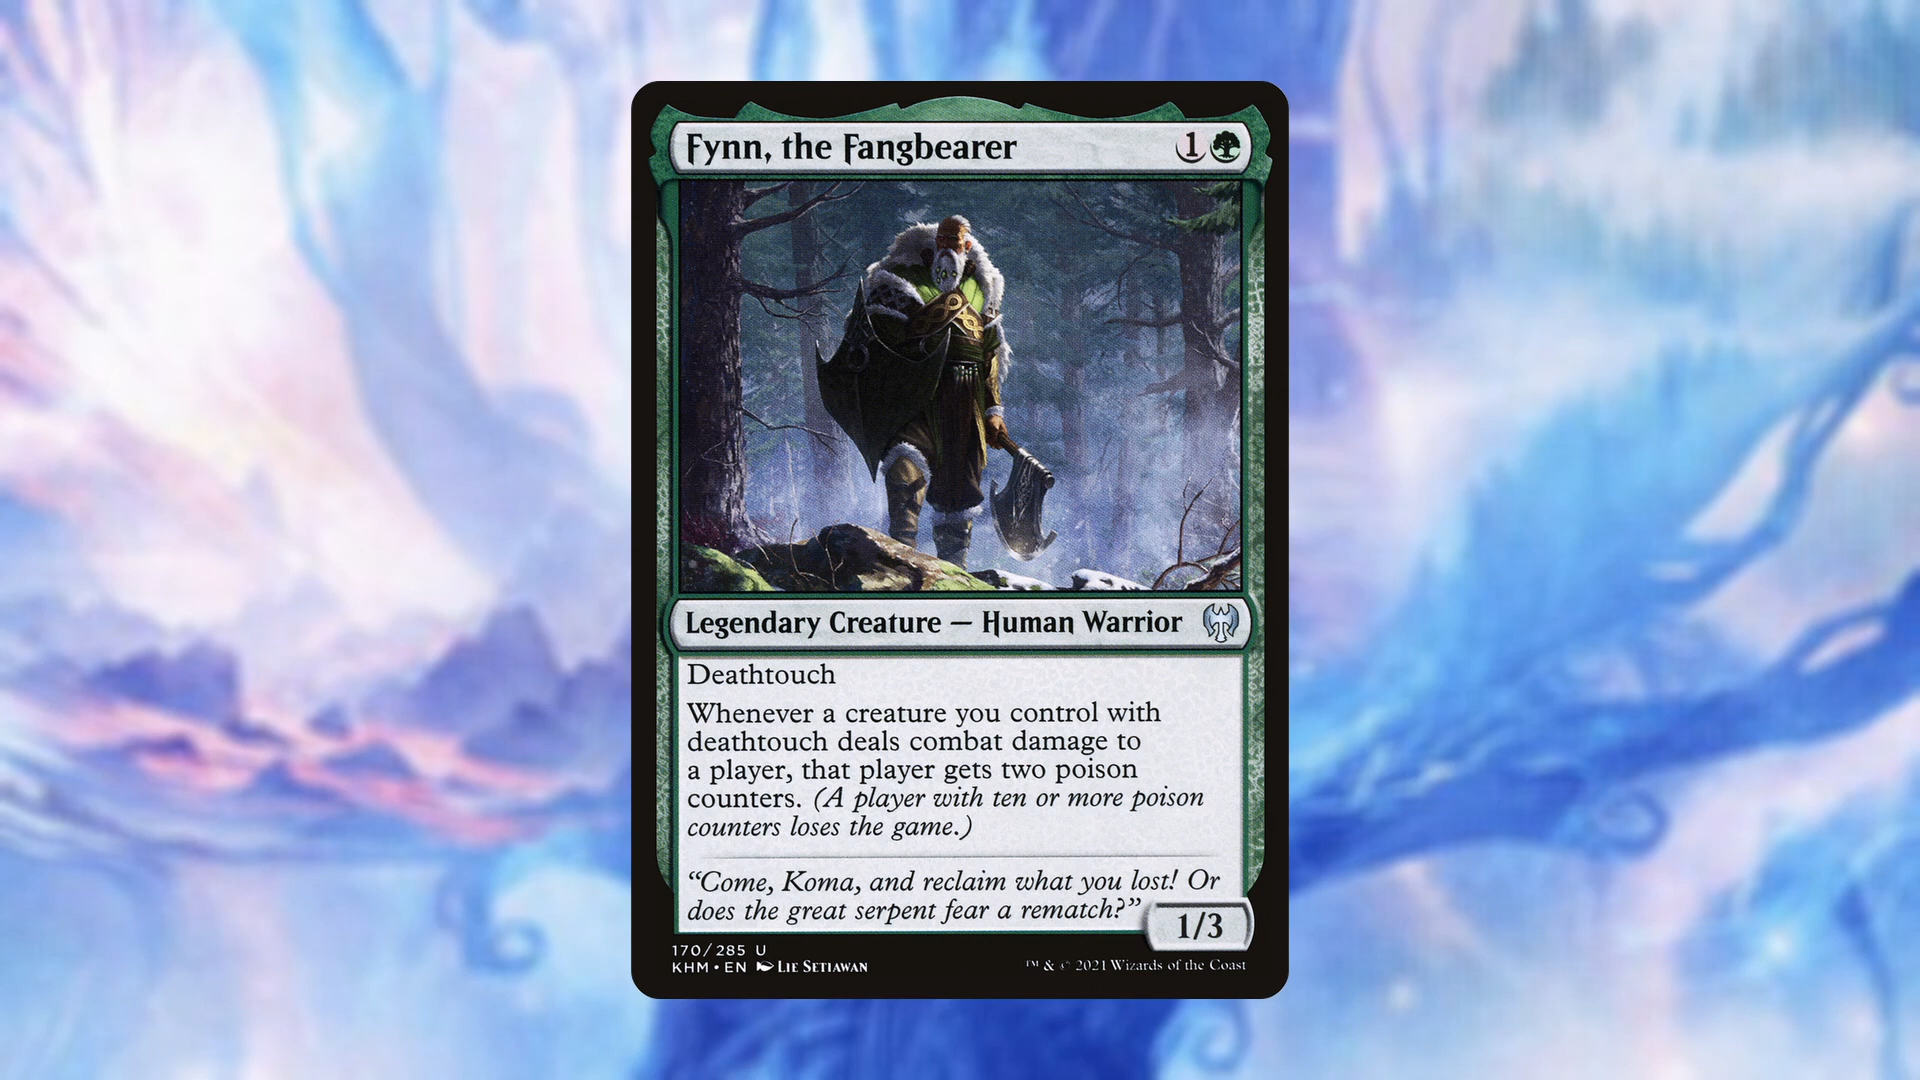 Fynn, the Fangbearer 1
Legendary Creature — Human Warrior
Deathtouch
Whenever a creature you control with
deathtouch deals combat damage to
a player, that player gets two poison
counters. (A player with ten or more poison
counters loses the game.)
“Come, Koma, and reclaim what you lost! Or
does the great serpent fear a rematch?”
1/3
170/285 U
KHM • EN Lie Setiawan
™ & © 2021 Wizards of the Coast